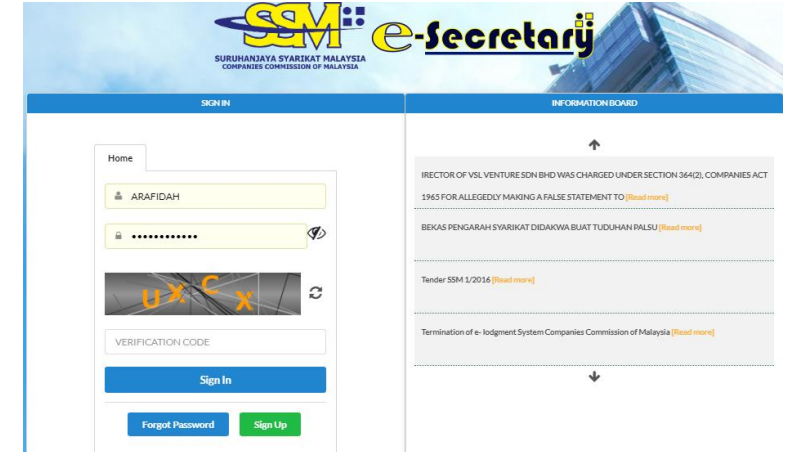 SSM
e-Secretary
SURUHANJAYA SYARIKAT MALAYSIA
COMPANIES COMMISSION OF MALAYSIA
SIGN IN
Home
ARAFIDAH
••••••••••••
UXCX
VERIFICATION CODE
Sign In
Forgot Password
Sign Up
INFORMATION BOARD
IRECTOR OF VSL VENTURE SDN BHD WAS CHARGED UNDER SECTION 364(2), COMPANIES ACT
1965 FOR ALLEGEDLY MAKING A FALSE STATEMENT TO [Read more]
BEKAS PENGARAH SYARIKAT DIDAKWA BUAT TUDUHAN PALSU [Read more]
Tender SSM 1/2016 [Read more]
Termination of e- lodgment System Companies Commission of Malaysia [Read more]